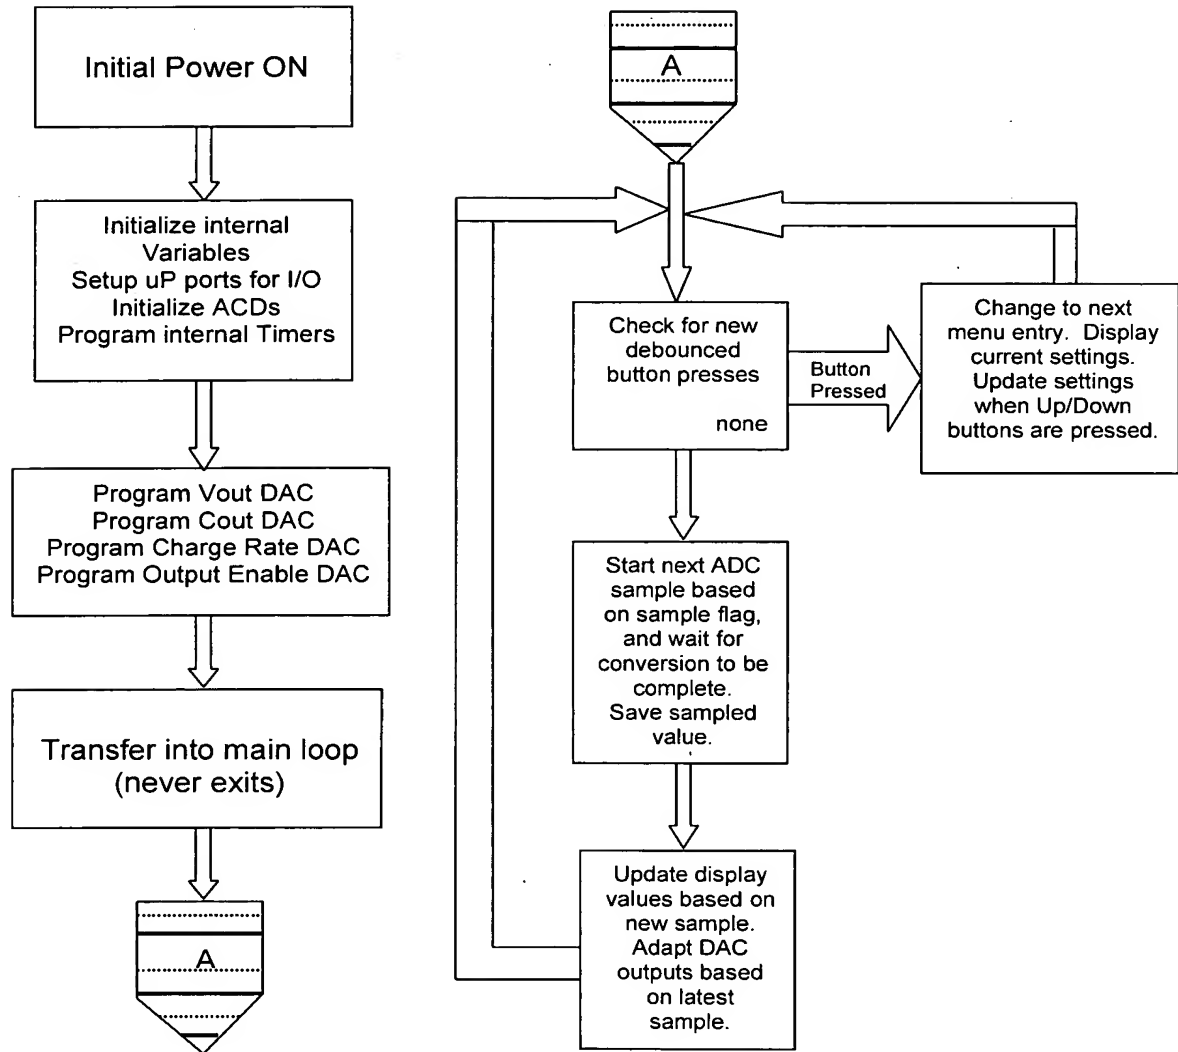 Initial Power ON
Initialize internal
Variables
Setup uP ports for I/O
Initialize ACDs
Program internal Timers
Program Vout DAC
Program Cout DAC
Program Charge Rate DAC
Program Output Enable DAC
Transfer into main loop
(never exits)
A
A
Check for new
debounced
button presses
none
Button
Pressed
Change to next
menu entry. Display
current settings.
Update settings
when Up/Down
buttons are pressed.
Start next ADC
sample based
on sample flag,
and wait for
conversion to be
complete.
Save sampled
value.
Update display
values based on
new sample.
Adapt DAC
outputs based
on latest
sample.